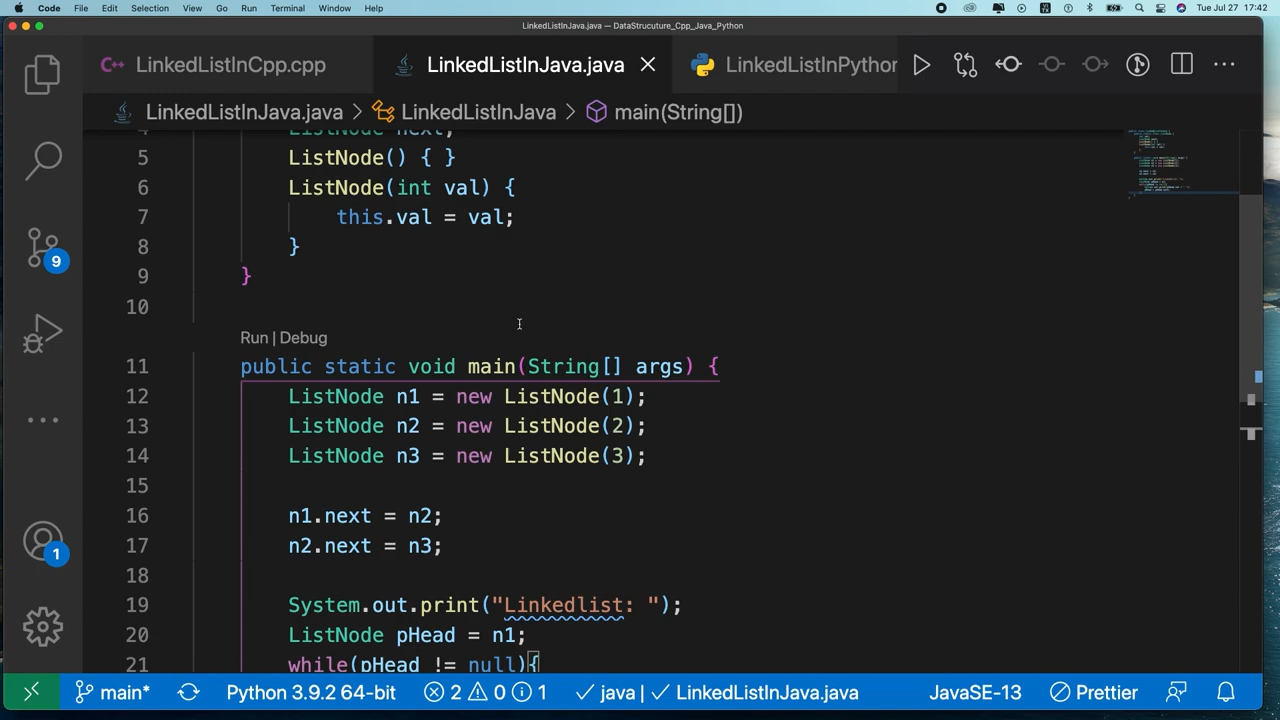 Code File Edit Selection View Go Run Terminal Window Help Tue Jul 27 17:42
LinkedListInJava.java — DataStrucuture_Cpp_Java_Python
C++ LinkedListInCpp.cpp LinkedListInJava.java LinkedListInPython
LinkedListInJava.java > LinkedListInJava > main(String[])
4 ListNode next;
5 ListNode() { }
6 ListNode(int val) {
7 this.val = val;
8 }
9 }
10
Run | Debug
11 public static void main(String[] args) {
12 ListNode n1 = new ListNode(1);
13 ListNode n2 = new ListNode(2);
14 ListNode n3 = new ListNode(3);
15
16 n1.next = n2;
17 n2.next = n3;
18
19 System.out.print("Linkedlist: ");
20 ListNode pHead = n1;
21 while(pHead != null){
9
1
main* Python 3.9.2 64-bit 2 0 1 java | LinkedListInJava.java JavaSE-13 Prettier